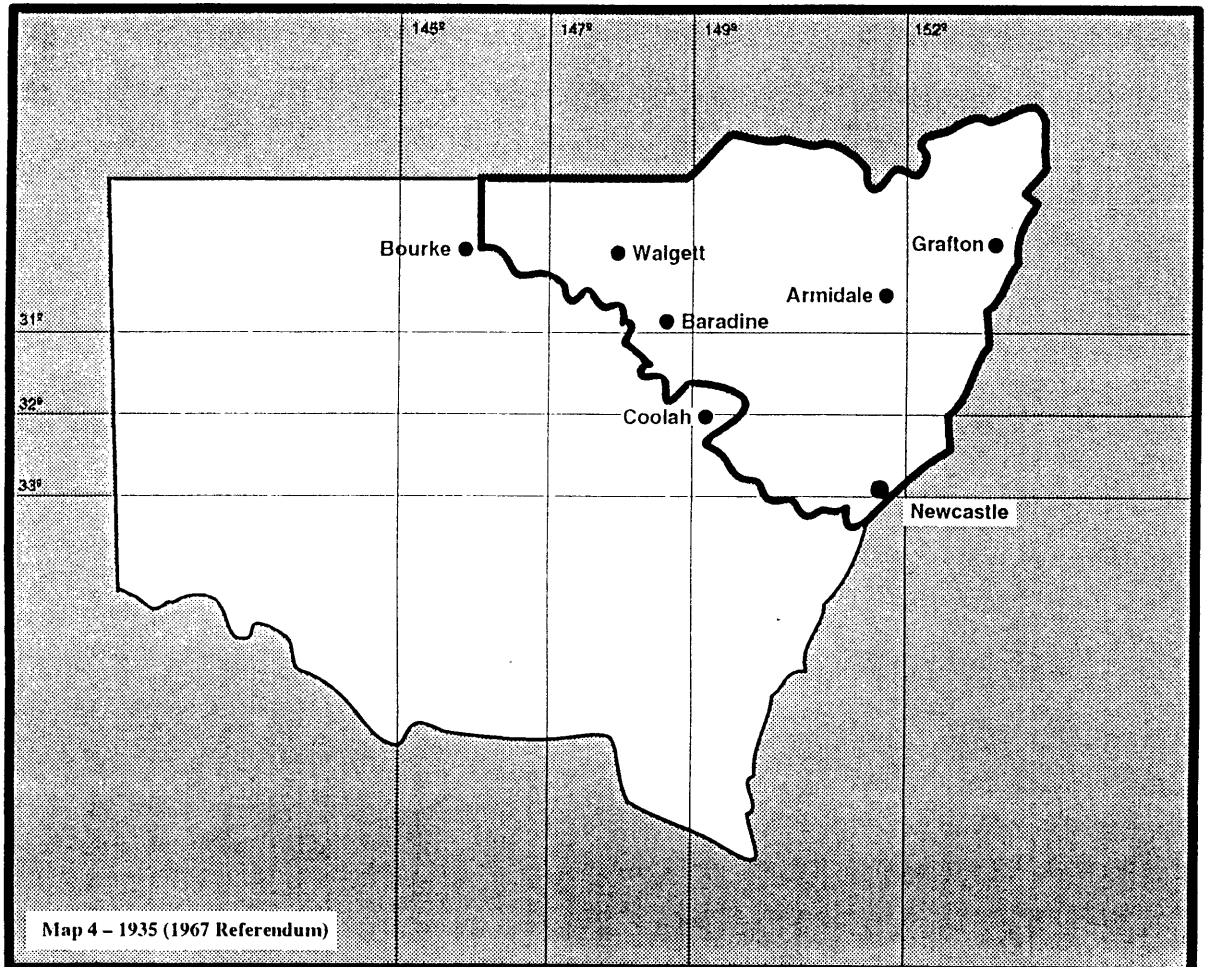 145º 147º 149º 152º
Bourke
Walgett
Grafton
Armidale
31º
Baradine
32º
Coolah
33º
Newcastle
Map 4 – 1935 (1967 Referendum)